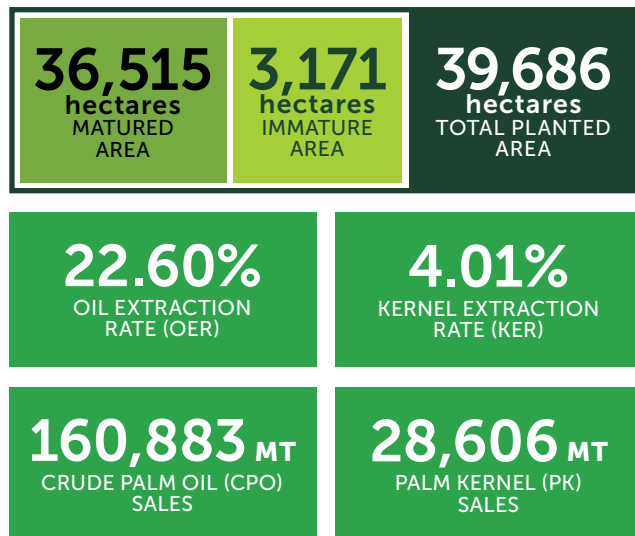 36,515
hectares
MATURED
AREA
3,171
hectares
IMMATURE
AREA
39,686
hectares
TOTAL PLANTED
AREA
22.60%
OIL EXTRACTION
RATE (OER)
4.01%
KERNEL EXTRACTION
RATE (KER)
160,883 MT
CRUDE PALM OIL (CPO)
SALES
28,606 MT
PALM KERNEL (PK)
SALES